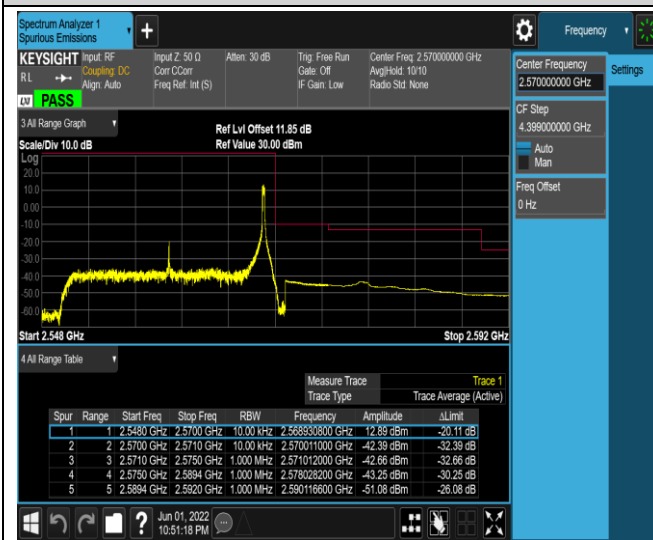 Spectrum Analyzer 1
Spurious Emissions
Frequency
KEYSIGHT
RL
Input: RF
Coupling: DC
Align: Auto
Input Z: 50 Ω
Corr CCorr
Freq Ref: Int (S)
Atten: 30 dB
Trig: Free Run
Gate: Off
IF Gain: Low
Center Freq: 2.570000000 GHz
Avg|Hold: 10/10
Radio Std: None
LXI PASS
3 All Range Graph
Scale/Div 10.0 dB
Ref Lvl Offset 11.85 dB
Ref Value 30.00 dBm
Log
20.0
10.0
0.00
-10.0
-20.0
-30.0
-40.0
-50.0
-60.0
Start 2.548 GHz
Stop 2.592 GHz
4 All Range Table
Measure Trace Trace 1
Trace Type Trace Average (Active)
Spur Range Start Freq Stop Freq RBW Frequency Amplitude ΔLimit
1 1 2.5480 GHz 2.5700 GHz 10.00 kHz 2.568930800 GHz 12.89 dBm -20.11 dB
2 2 2.5700 GHz 2.5710 GHz 10.00 kHz 2.570011000 GHz -42.39 dBm -32.39 dB
3 3 2.5710 GHz 2.5750 GHz 1.000 MHz 2.571012000 GHz -42.66 dBm -32.66 dB
4 4 2.5750 GHz 2.5894 GHz 1.000 MHz 2.578028200 GHz -43.25 dBm -30.25 dB
5 5 2.5894 GHz 2.5920 GHz 1.000 MHz 2.590116600 GHz -51.08 dBm -26.08 dB
Jun 01, 2022
10:51:18 PM
Center Frequency
2.570000000 GHz
Settings
CF Step
4.399000000 GHz
Auto
Man
Freq Offset
0 Hz